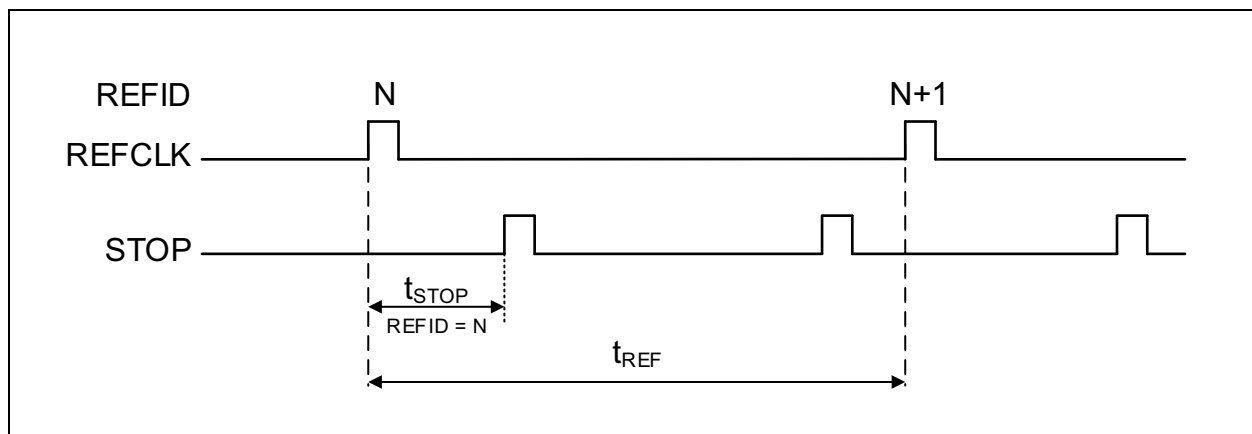 REFID N N+1
REFCLK
STOP
tSTOP
REFID = N
tREF